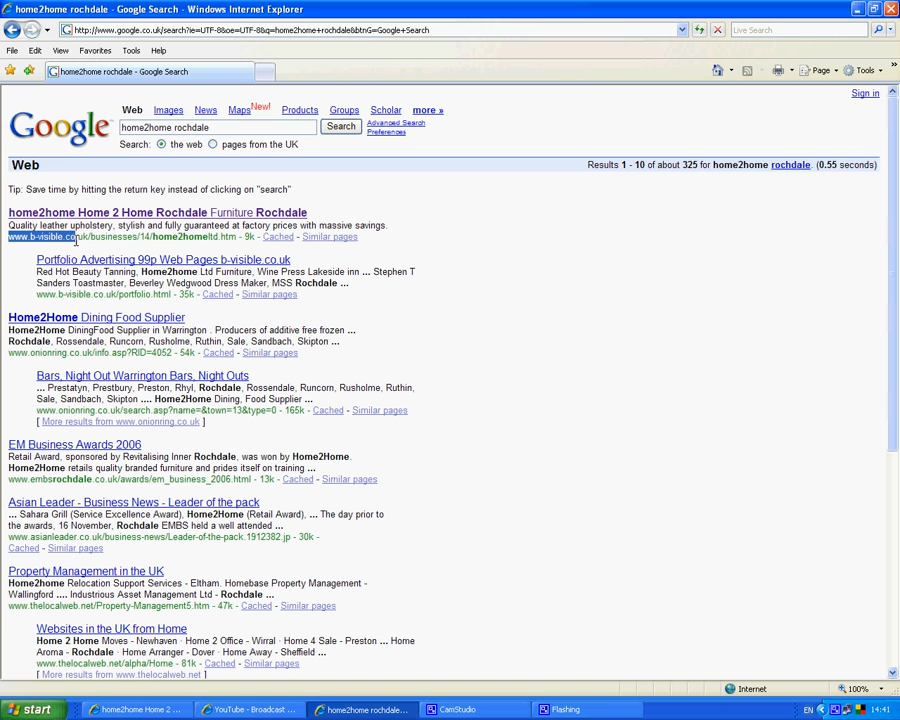 home2home rochdale - Google Search - Windows Internet Explorer
http://www.google.co.uk/search?ie=UTF-8&oe=UTF-8&q=home2home+rochdale&btnG=Google+Search
Live Search
File Edit View Favorites Tools Help
home2home rochdale - Google Search
Page Tools
Sign in
Google
Web Images News Maps New! Products Groups Scholar more »
home2home rochdale
Search
Advanced Search
Preferences
Search: the web pages from the UK
Web
Results 1 - 10 of about 325 for home2home rochdale. (0.55 seconds)
Tip: Save time by hitting the return key instead of clicking on "search"
home2home Home 2 Home Rochdale Furniture Rochdale
Quality leather upholstery, stylish and fully guaranteed at factory prices with massive savings.
www.b-visible.co.uk/businesses/14/home2homeltd.htm - 9k - Cached - Similar pages
Portfolio Advertising 99p Web Pages b-visible.co.uk
Red Hot Beauty Tanning, Home2home Ltd Furniture, Wine Press Lakeside inn ... Stephen T
Sanders Toastmaster, Beverley Wedgwood Dress Maker, MSS Rochdale ...
www.b-visible.co.uk/portfolio.html - 35k - Cached - Similar pages
Home2Home Dining Food Supplier
Home2Home DiningFood Supplier in Warrington . Producers of additive free frozen ...
Rochdale, Rossendale, Runcorn, Rusholme, Ruthin, Sale, Sandbach, Skipton ...
www.onionring.co.uk/info.asp?RID=4052 - 54k - Cached - Similar pages
Bars, Night Out Warrington Bars, Night Outs
... Prestatyn, Prestbury, Preston, Rhyl, Rochdale, Rossendale, Runcorn, Rusholme, Ruthin,
Sale, Sandbach, Skipton .... Home2Home Dining, Food Supplier ...
www.onionring.co.uk/search.asp?name=&town=13&type=0 - 165k - Cached - Similar pages
[ More results from www.onionring.co.uk ]
EM Business Awards 2006
Retail Award, sponsored by Revitalising Inner Rochdale, was won by Home2Home.
Home2Home retails quality branded furniture and prides itself on training ...
www.embsrochdale.co.uk/awards/em_business_2006.html - 13k - Cached - Similar pages
Asian Leader - Business News - Leader of the pack
... Sahara Grill (Service Excellence Award), Home2Home (Retail Award), ... The day prior to
the awards, 16 November, Rochdale EMBS held a well attended ...
www.asianleader.co.uk/business-news/Leader-of-the-pack.1912382.jp - 30k -
Cached - Similar pages
Property Management in the UK
Home2home Relocation Support Services - Eltham. Homebase Property Management -
Wallingford .... Industrious Asset Management Ltd - Rochdale ...
www.thelocalweb.net/Property-Management5.htm - 47k - Cached - Similar pages
Websites in the UK from Home
Home 2 Home Moves - Newhaven · Home 2 Office - Wirral · Home 4 Sale - Preston ... Home
Aroma - Rochdale · Home Arranger - Dover · Home Away - Sheffield ...
www.thelocalweb.net/alpha/Home - 81k - Cached - Similar pages
[ More results from www.thelocalweb.net ]
Internet
100%
start
home2home Home 2 ...
YouTube - Broadcast ...
home2home rochdale...
CamStudio
Flashing
EN
14:41